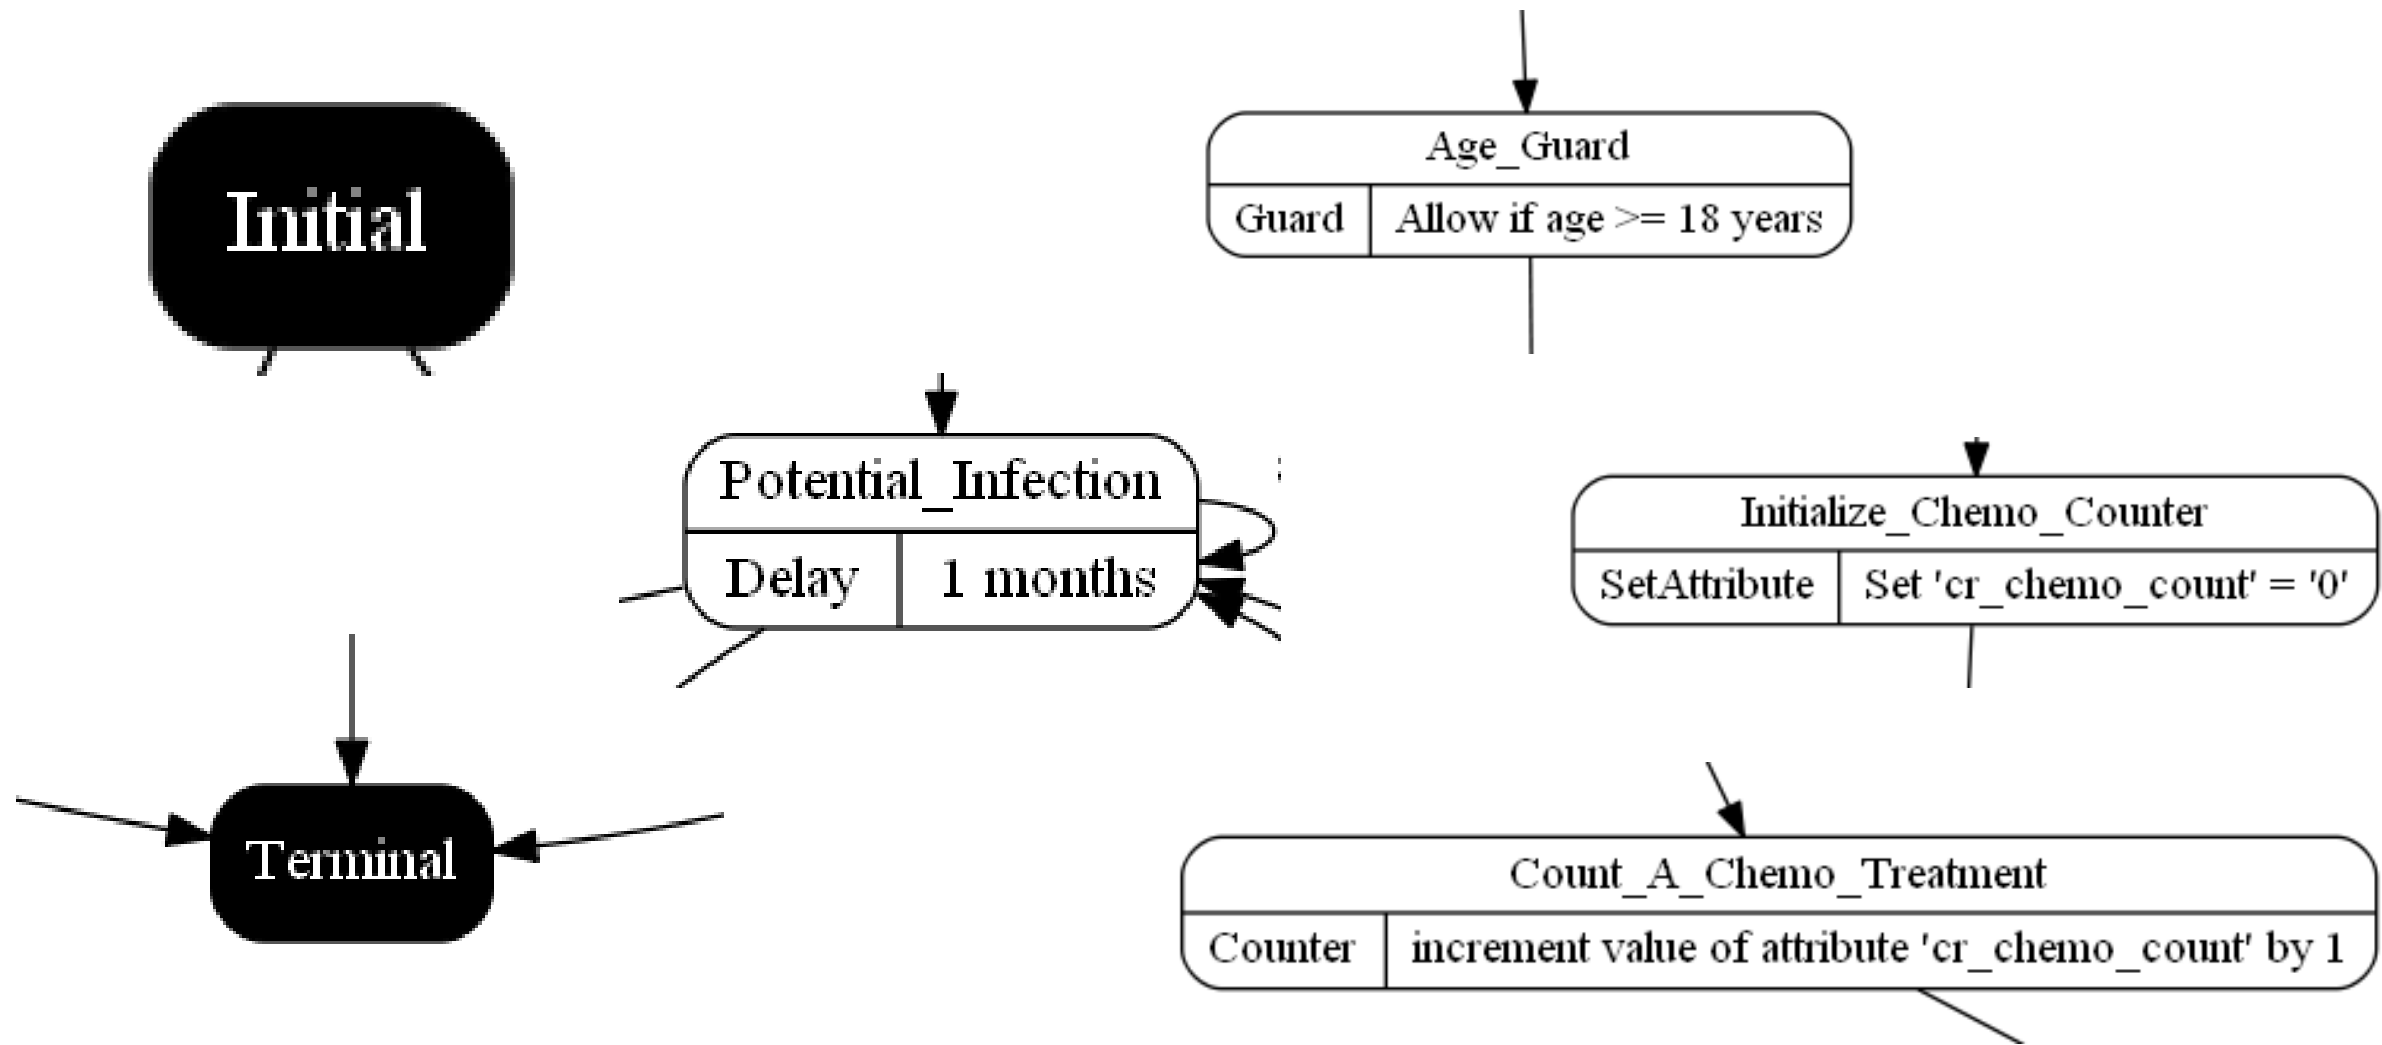 Initial
Age_Guard
Guard Allow if age >= 18 years
Potential_Infection
Delay 1 months
Initialize_Chemo_Counter
SetAttribute Set 'cr_chemo_count' = '0'
Terminal
Count_A_Chemo_Treatment
Counter increment value of attribute 'cr_chemo_count' by 1